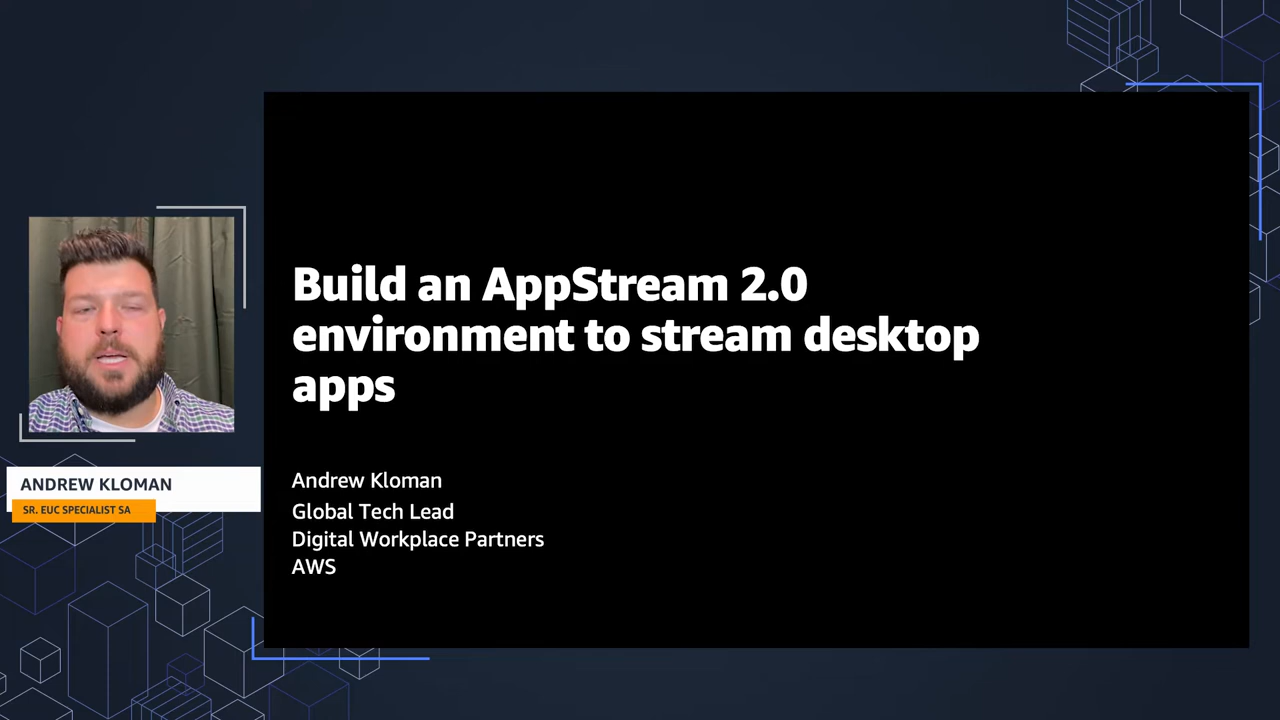 Build an AppStream 2.0
environment to stream desktop
apps
Andrew Kloman
Global Tech Lead
Digital Workplace Partners
AWS
ANDREW KLOMAN
SR. EUC SPECIALIST SA